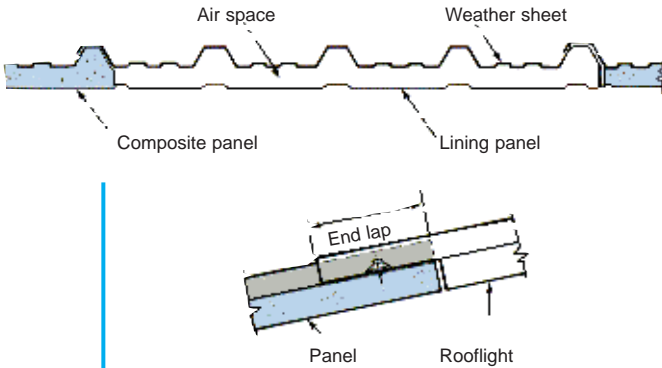 Air space
Weather sheet
Composite panel
Lining panel
End lap
Panel
Rooflight